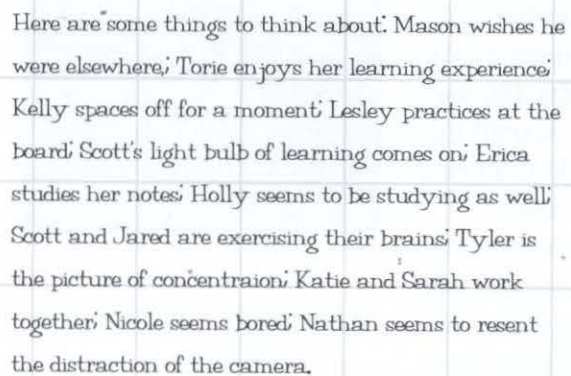 Here are some things to think about: Mason wishes he
were elsewhere; Torie enjoys her learning experience;
Kelly spaces off for a moment; Lesley practices at the
board; Scott's light bulb of learning comes on; Erica
studies her notes; Holly seems to be studying as well;
Scott and Jared are exercising their brains; Tyler is
the picture of concentraion; Katie and Sarah work
together; Nicole seems bored; Nathan seems to resent
the distraction of the camera.